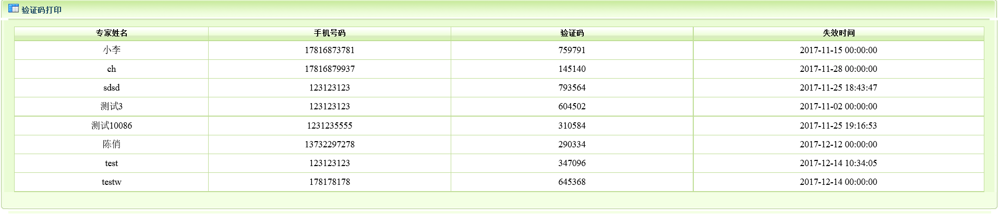 验证码打印
专家姓名 手机号码 验证码 失效时间
小李 17816873781 759791 2017-11-15 00:00:00
ch 17816879937 145140 2017-11-28 00:00:00
sdsd 123123123 793564 2017-11-25 18:43:47
测试3 123123123 604502 2017-11-02 00:00:00
测试10086 1231235555 310584 2017-11-25 19:16:53
陈俏 13732297278 290334 2017-12-12 00:00:00
test 123123123 347096 2017-12-14 10:34:05
testw 178178178 645368 2017-12-14 00:00:00